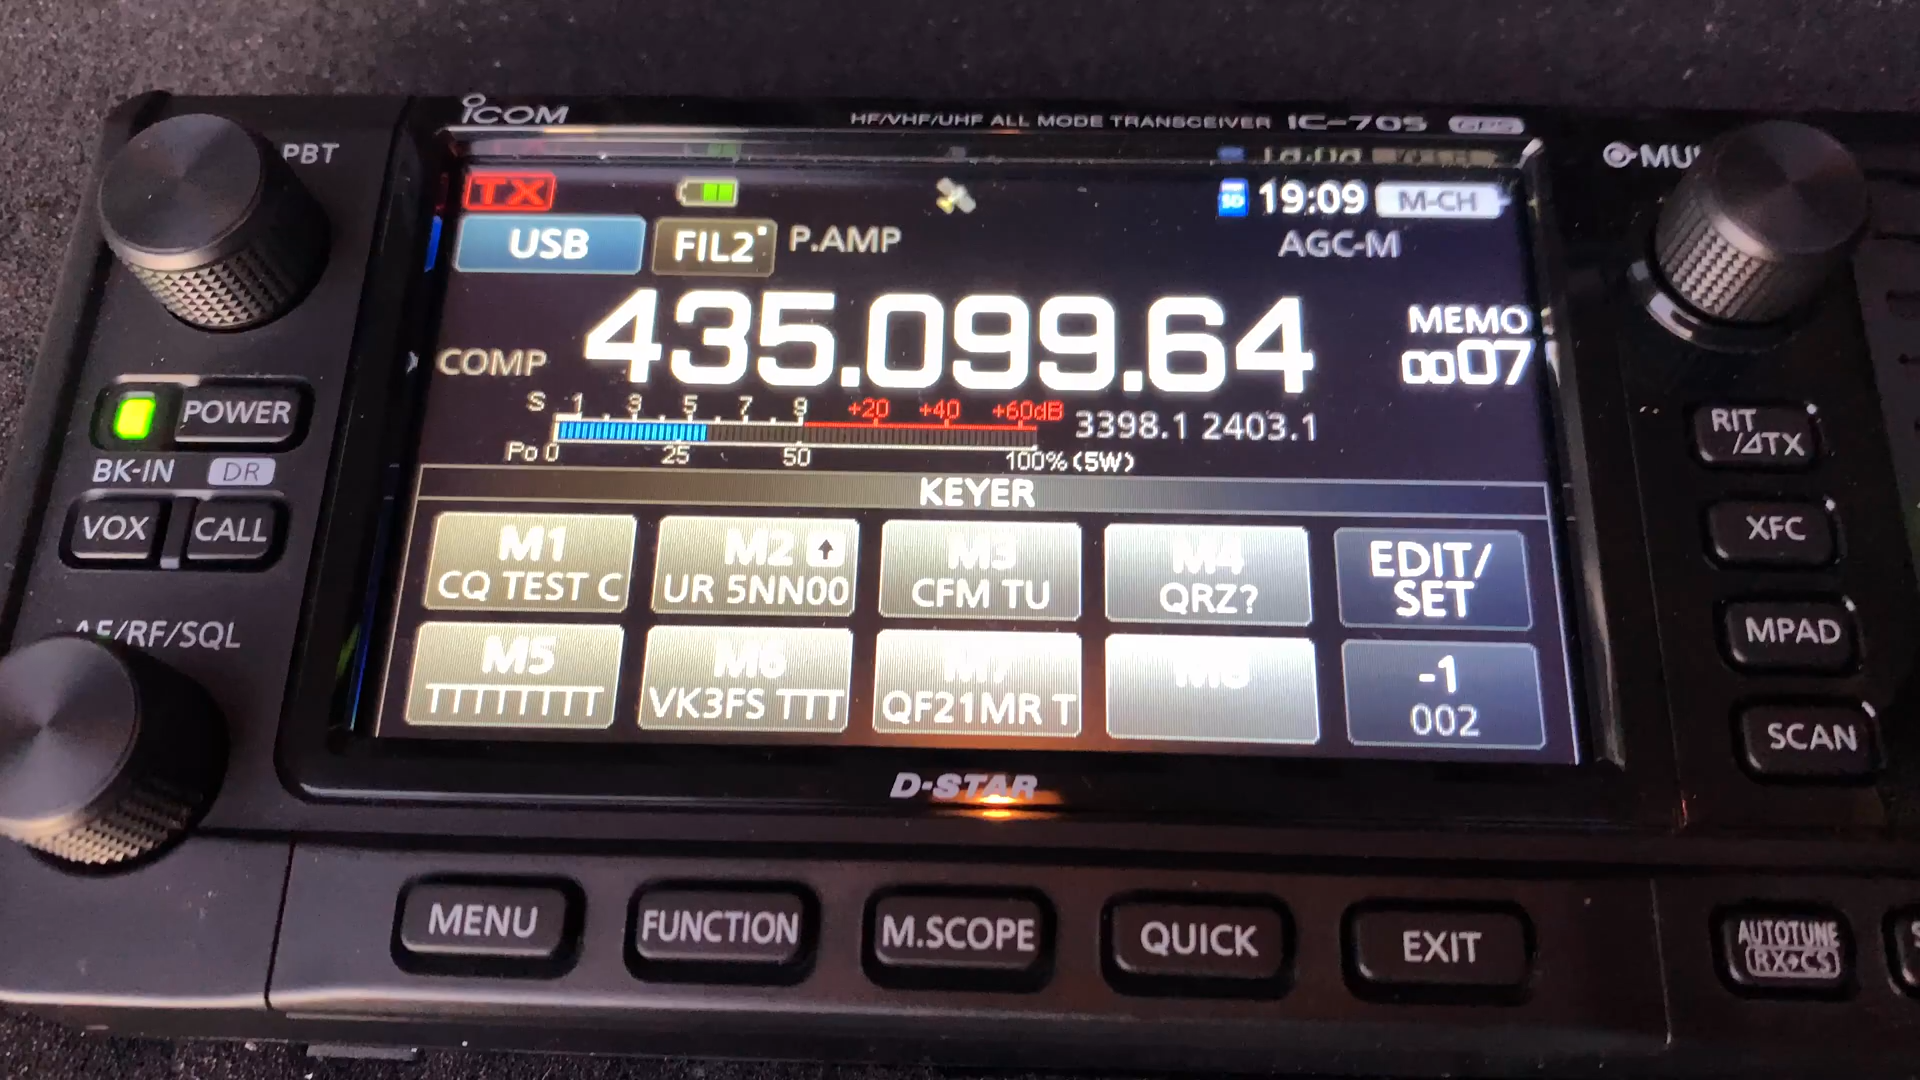 ICOM
HF/VHF/UHF ALL MODE TRANSCEIVER IC-705 GPS
PBT
TX 19:09 M-CH
USB FIL2 P.AMP AGC-M
COMP 435.099.64 MEMO
0007
S 1 3 5 7 9 +20 +40 +60dB 3398.1 2403.1
Po 0 25 50 100% (5W)
KEYER
M1 M2 M3 M4 EDIT/
CQ TEST C UR 5NN00 CFM TU QRZ? SET
M5 M6 M7 M8 -1
TTTTTTTT VK3FS TTT QF21MR T 002
POWER
BK-IN DR
VOX CALL
AF/RF/SQL
RIT
/ΔTX
XFC
MPAD
SCAN
D-STAR
MENU FUNCTION M.SCOPE QUICK EXIT AUTOTUNE
RX→CS